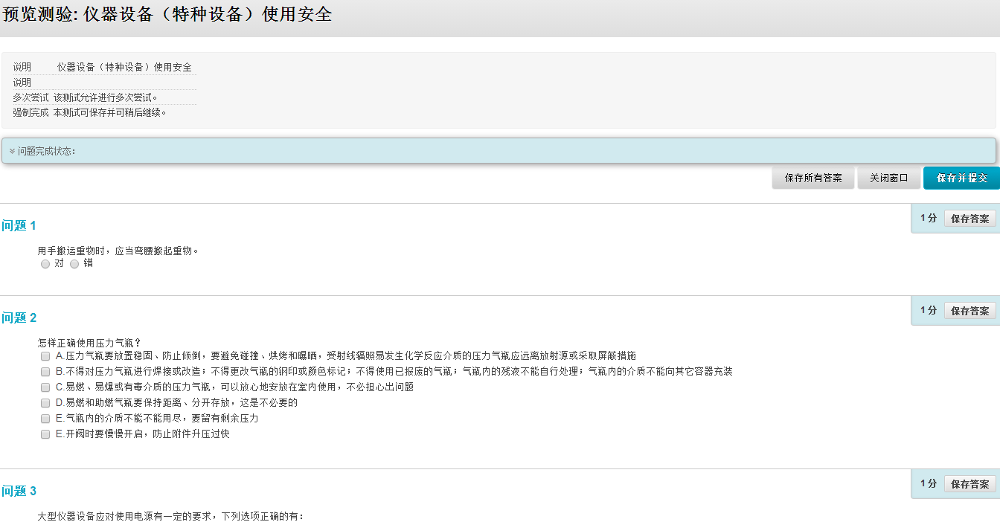 预览测验: 仪器设备（特种设备）使用安全
说明 仪器设备（特种设备）使用安全
说明
多次尝试 该测试允许进行多次尝试。
强制完成 本测试可保存并可稍后继续。
问题完成状态:
保存所有答案 关闭窗口 保存并提交
1 分 保存答案
问题 1
用手搬运重物时，应当弯腰搬起重物。
对 错
1 分 保存答案
问题 2
怎样正确使用压力气瓶？
A.压力气瓶要放置稳固、防止倾倒，要避免碰撞、烘烤和曝晒，受射线辐照易发生化学反应介质的压力气瓶应远离放射源或采取屏蔽措施
B.不得对压力气瓶进行焊接或改造；不得更改气瓶的钢印或颜色标记；不得使用已报废的气瓶；气瓶内的残液不能自行处理；气瓶内的介质不能向其它容器充装
C.易燃、易爆或有毒介质的压力气瓶，可以放心地安放在室内使用，不必担心出问题
D.易燃和助燃气瓶要保持距离、分开存放，这是不必要的
E.气瓶内的介质不能不能用尽，要留有剩余压力
E.开阀时要慢慢开启，防止附件升压过快
1 分 保存答案
问题 3
大型仪器设备应对使用电源有一定的要求，下列选项正确的有：